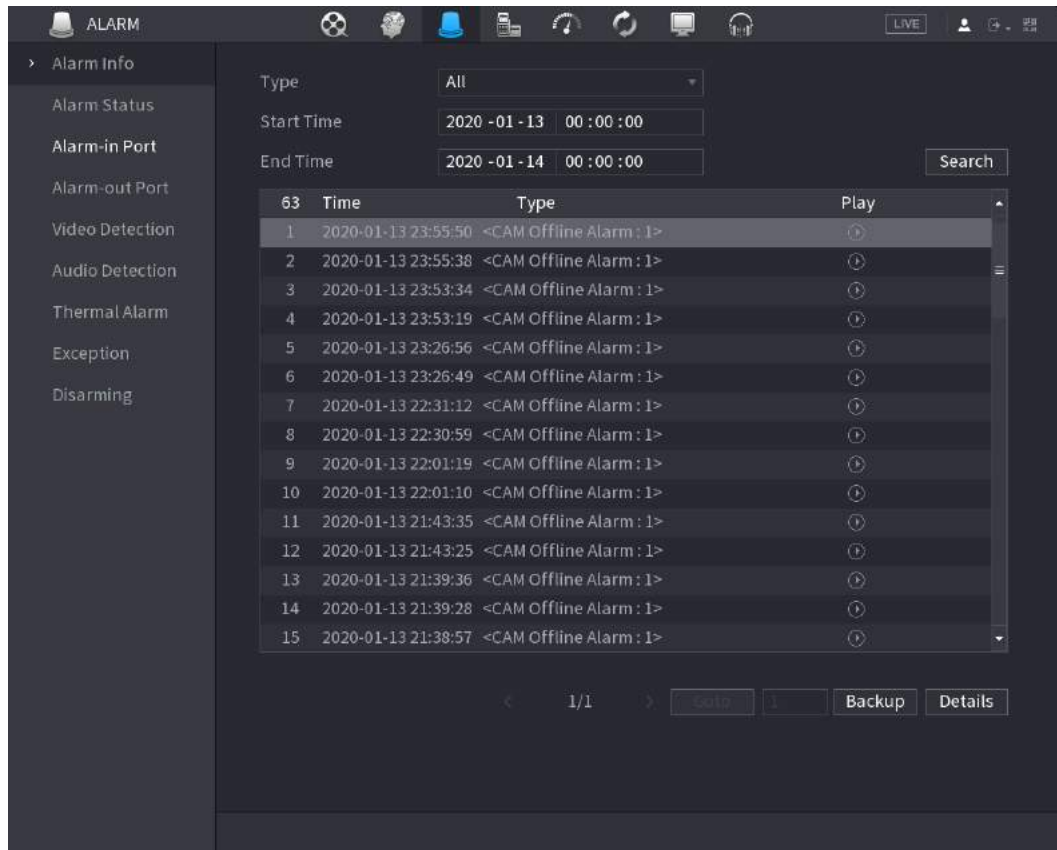 ALARM LIVE
Alarm Info
Alarm Status
Alarm-in Port
Alarm-out Port
Video Detection
Audio Detection
Thermal Alarm
Exception
Disarming
Type All
Start Time 2020 -01 -13 00 : 00 : 00
End Time 2020 -01 -14 00 : 00 : 00
Search
63 Time Type Play
1 2020-01-13 23:55:50 <CAM Offline Alarm : 1>
2 2020-01-13 23:55:38 <CAM Offline Alarm : 1>
3 2020-01-13 23:53:34 <CAM Offline Alarm : 1>
4 2020-01-13 23:53:19 <CAM Offline Alarm : 1>
5 2020-01-13 23:26:56 <CAM Offline Alarm : 1>
6 2020-01-13 23:26:49 <CAM Offline Alarm : 1>
7 2020-01-13 22:31:12 <CAM Offline Alarm : 1>
8 2020-01-13 22:30:59 <CAM Offline Alarm : 1>
9 2020-01-13 22:01:19 <CAM Offline Alarm : 1>
10 2020-01-13 22:01:10 <CAM Offline Alarm : 1>
11 2020-01-13 21:43:35 <CAM Offline Alarm : 1>
12 2020-01-13 21:43:25 <CAM Offline Alarm : 1>
13 2020-01-13 21:39:36 <CAM Offline Alarm : 1>
14 2020-01-13 21:39:28 <CAM Offline Alarm : 1>
15 2020-01-13 21:38:57 <CAM Offline Alarm : 1>
1/1 Goto 1 Backup Details